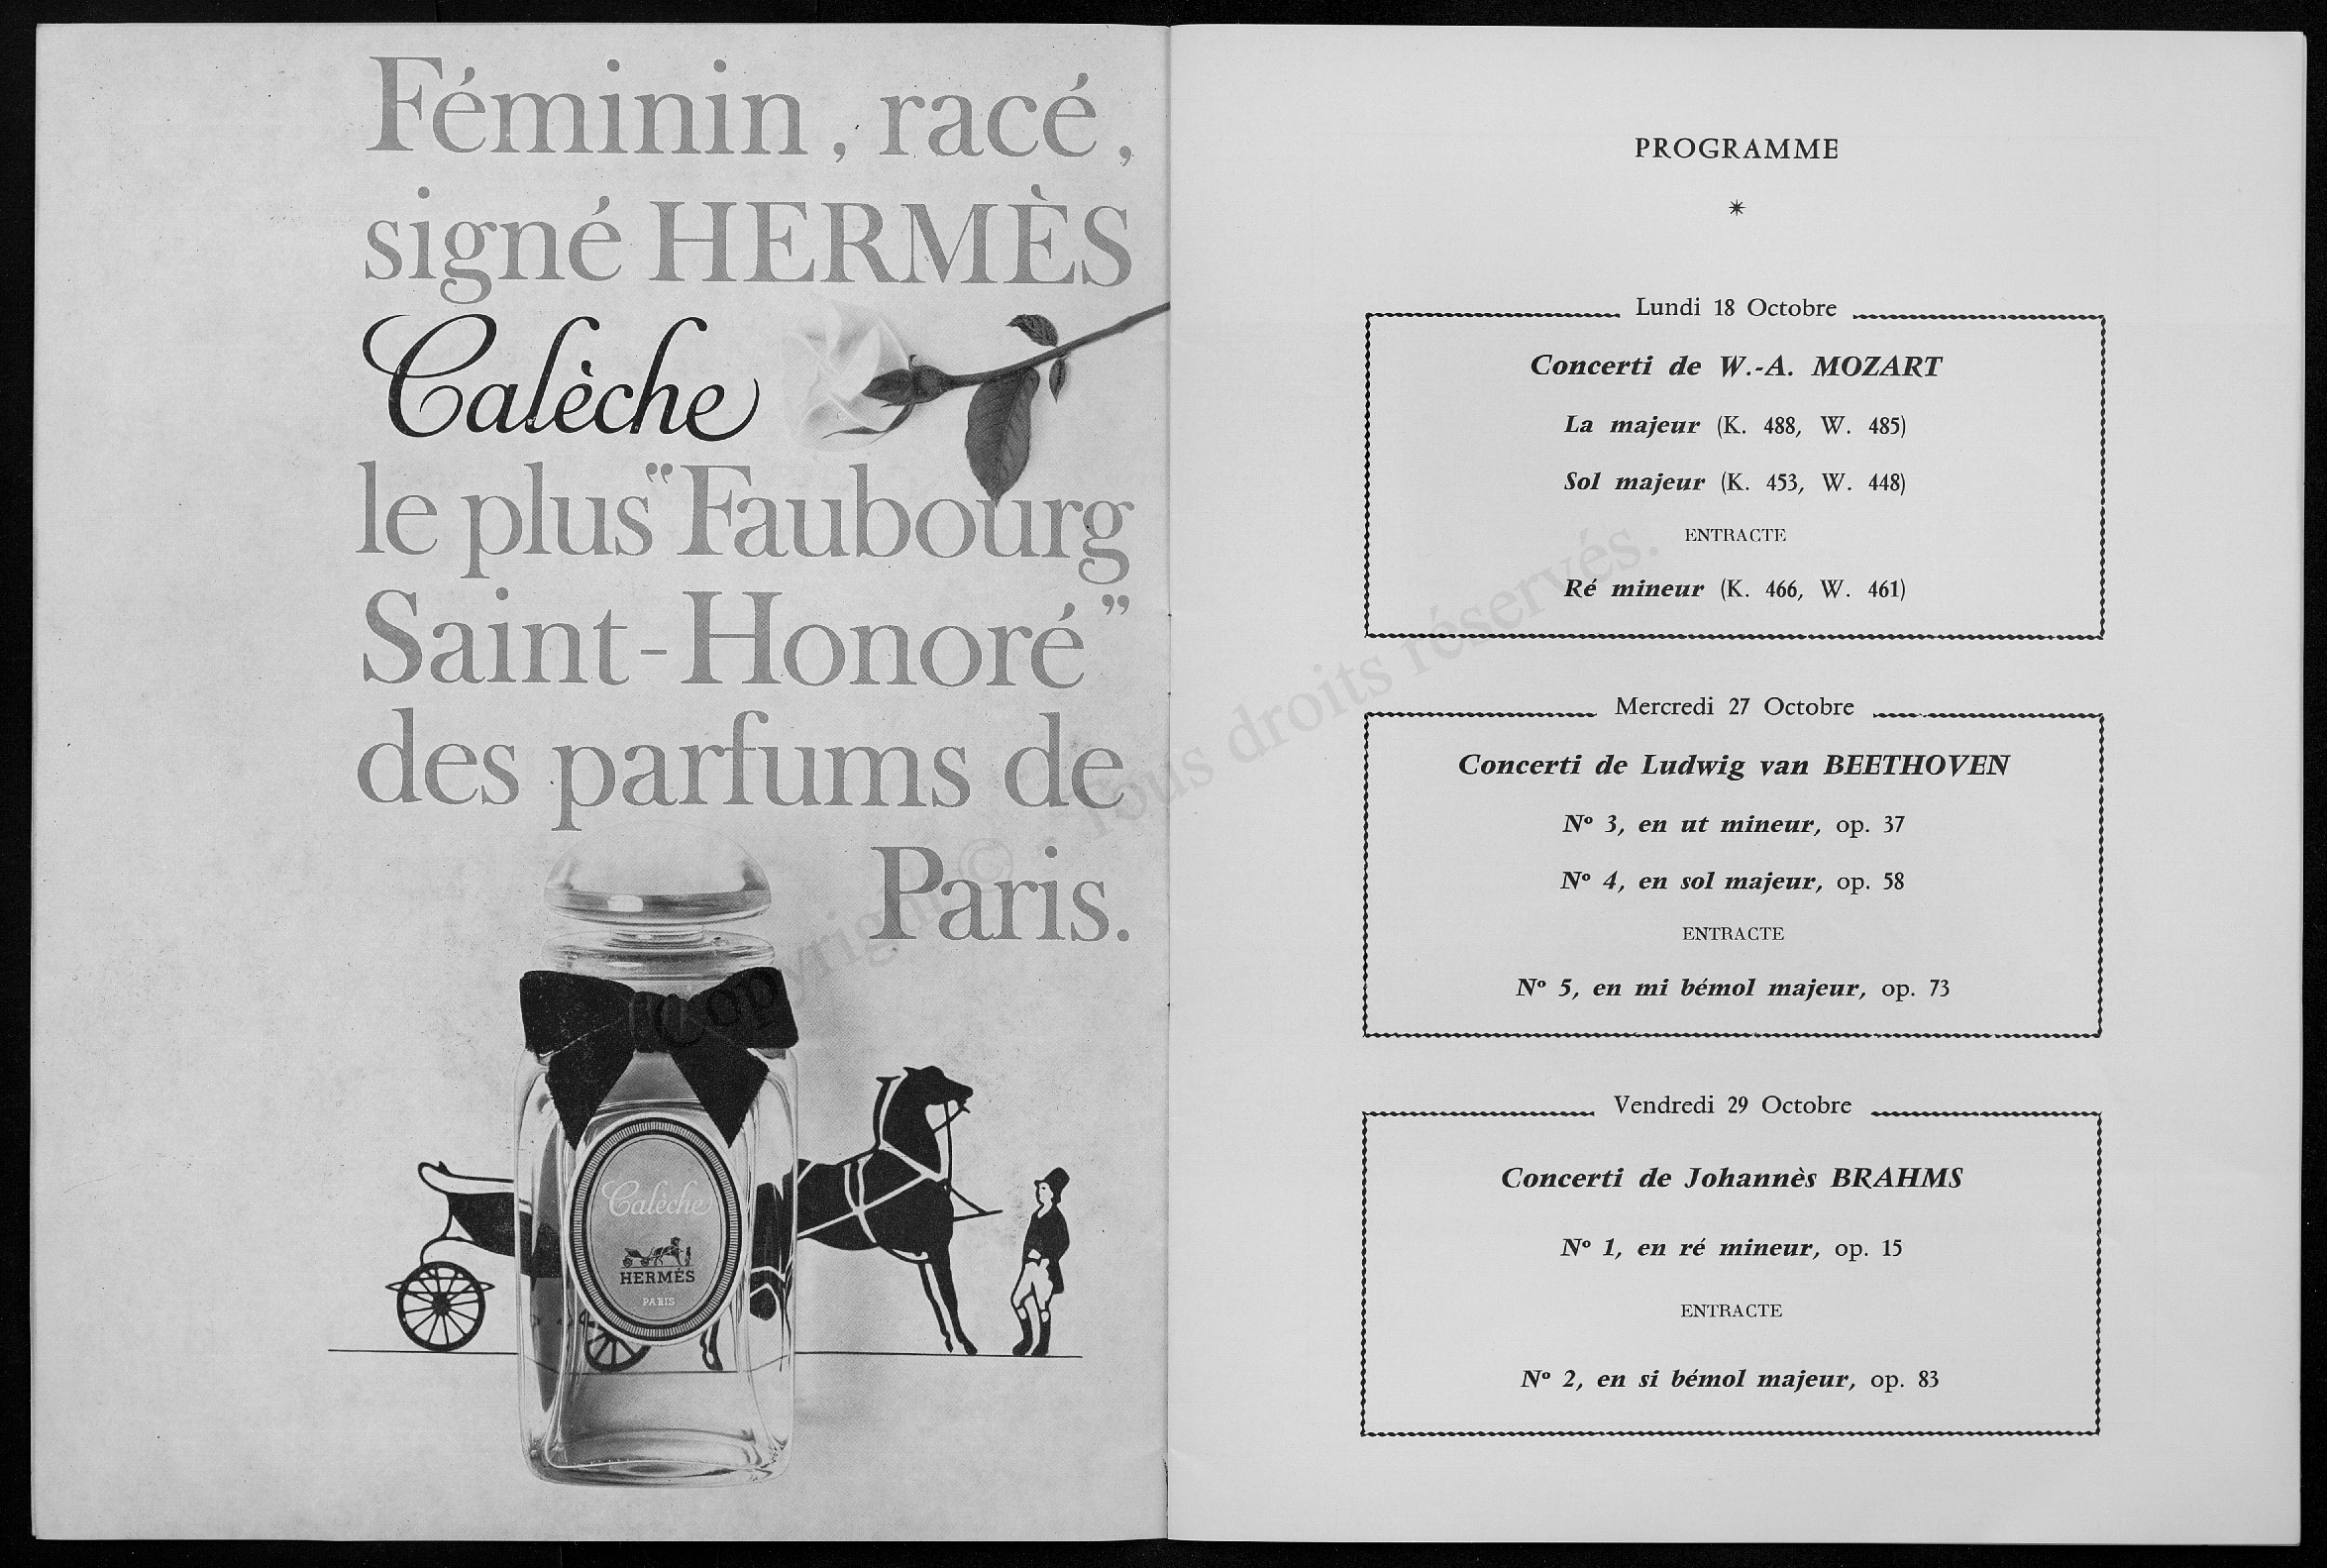 Féminin, racé,
signé HERMÈS
Calèche
le plus “Faubourg
Saint-Honoré”
des parfums de
Paris.
Calèche
HERMÈS
PARIS
PROGRAMME
Lundi 18 Octobre
Concerti de W.-A. MOZART
La majeur (K. 488, W. 485)
Sol majeur (K. 453, W. 448)
ENTRACTE
Ré mineur (K. 466, W. 461)
Mercredi 27 Octobre
Concerti de Ludwig van BEETHOVEN
Nº 3, en ut mineur, op. 37
Nº 4, en sol majeur, op. 58
ENTRACTE
Nº 5, en mi bémol majeur, op. 73
Vendredi 29 Octobre
Concerti de Johannès BRAHMS
Nº 1, en ré mineur, op. 15
ENTRACTE
Nº 2, en si bémol majeur, op. 83
Copyright © - Tous droits réservés.